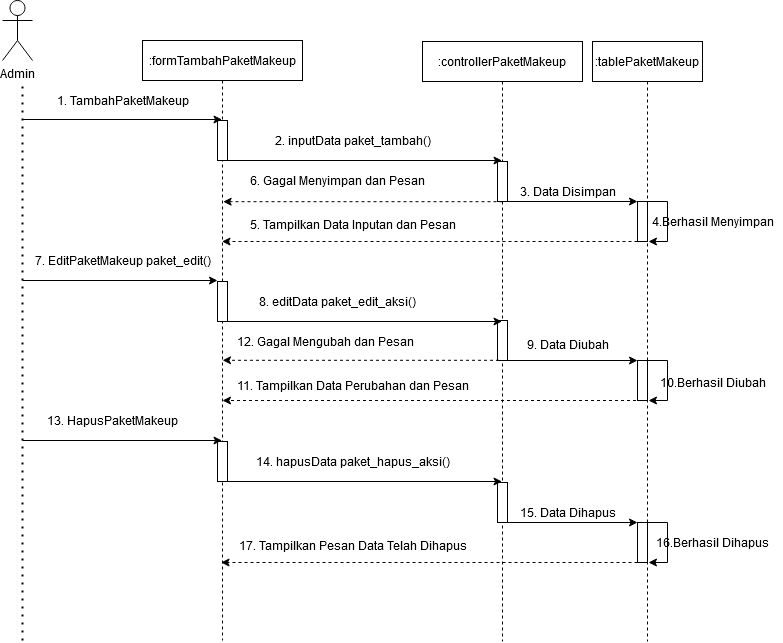 Admin
:formTambahPaketMakeup
:controllerPaketMakeup
:tablePaketMakeup
1. TambahPaketMakeup
2. inputData paket_tambah()
6. Gagal Menyimpan dan Pesan
3. Data Disimpan
5. Tampilkan Data Inputan dan Pesan
4.Berhasil Menyimpan
7. EditPaketMakeup paket_edit()
8. editData paket_edit_aksi()
12. Gagal Mengubah dan Pesan
9. Data Diubah
11. Tampilkan Data Perubahan dan Pesan
10.Berhasil Diubah
13. HapusPaketMakeup
14. hapusData paket_hapus_aksi()
15. Data Dihapus
17. Tampilkan Pesan Data Telah Dihapus
16.Berhasil Dihapus